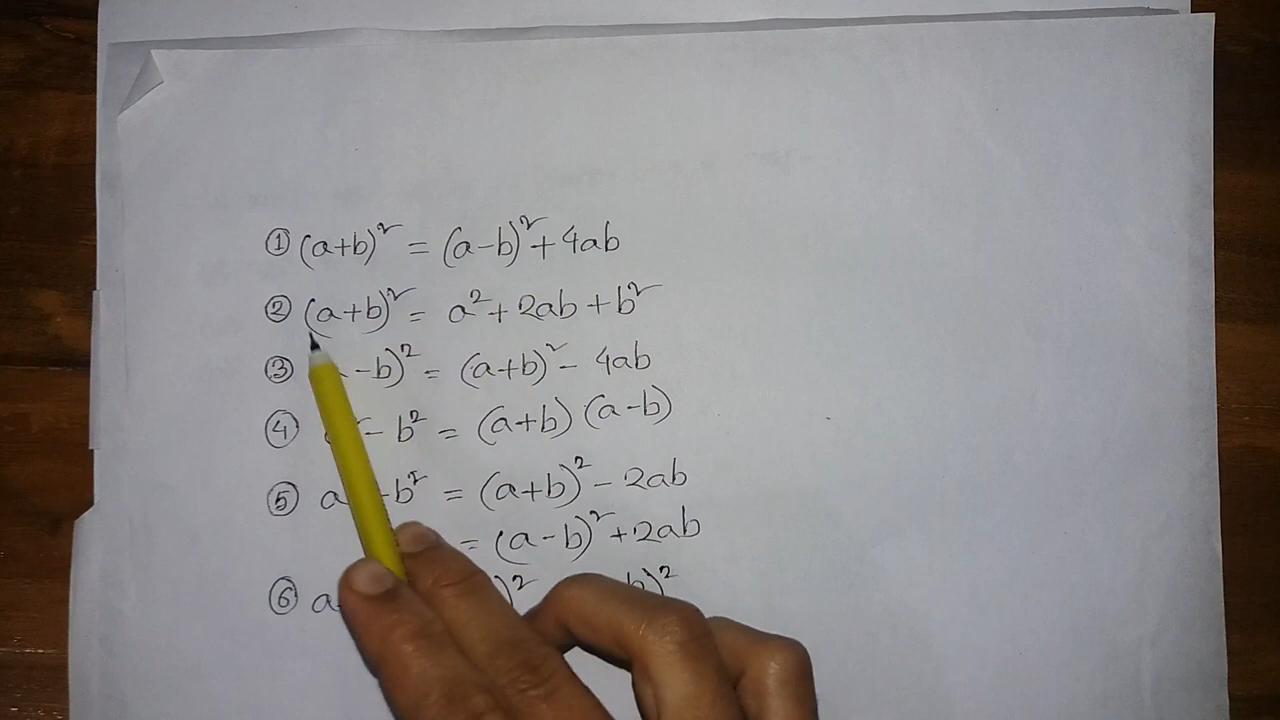 ① (a+b)² = (a-b)² + 4ab
② (a+b)² = a² + 2ab + b²
③ -b)² = (a+b)² - 4ab
④ - b² = (a+b) (a-b)
⑤ a b² = (a+b)² - 2ab
= (a-b)² + 2ab
⑥ a )² b)²